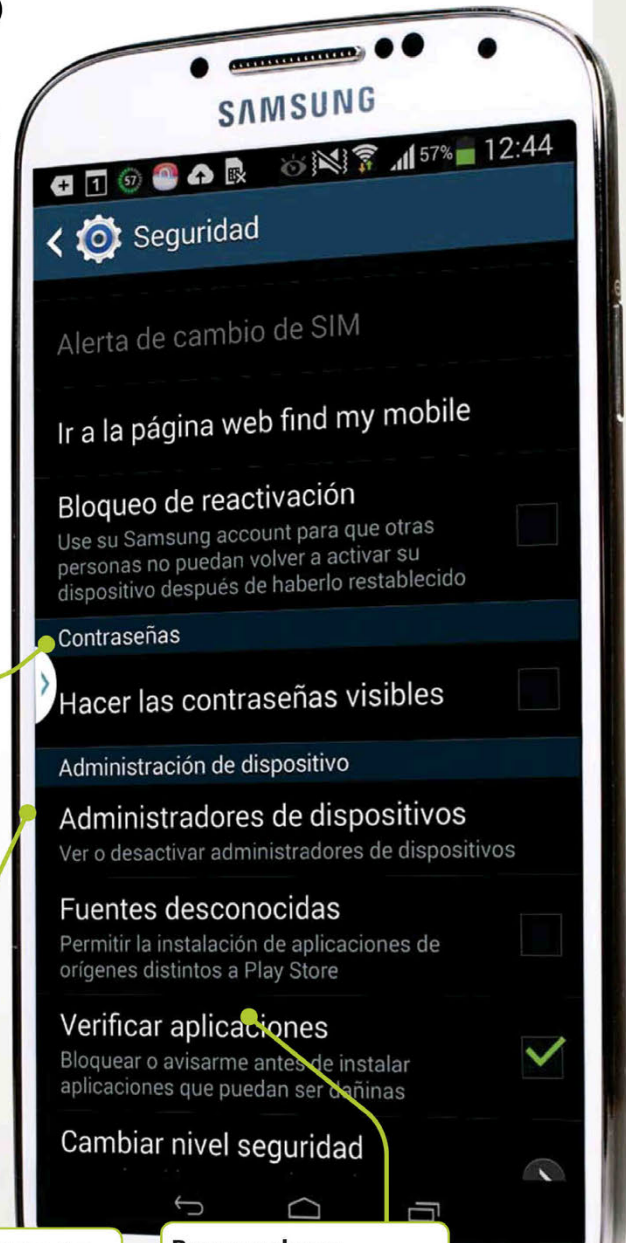 SAMSUNG
57% 12:44
Seguridad
Alerta de cambio de SIM
Ir a la página web find my mobile
Bloqueo de reactivación
Use su Samsung account para que otras
personas no puedan volver a activar su
dispositivo después de haberlo restablecido
Contraseñas
Hacer las contraseñas visibles
Administración de dispositivo
Administradores de dispositivos
Ver o desactivar administradores de dispositivos
Fuentes desconocidas
Permitir la instalación de aplicaciones de
orígenes distintos a Play Store
Verificar aplicaciones
Bloquear o avisarme antes de instalar
aplicaciones que puedan ser dañinas
Cambiar nivel seguridad